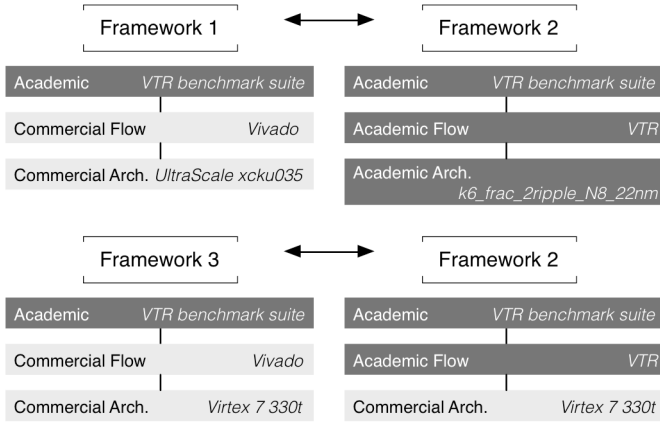 Framework 1
Framework 2
Academic VTR benchmark suite
Academic VTR benchmark suite
Commercial Flow Vivado
Academic Flow VTR
Commercial Arch. UltraScale xcku035
Academic Arch.
k6_frac_2ripple_N8_22nm
Framework 3
Framework 2
Academic VTR benchmark suite
Academic VTR benchmark suite
Commercial Flow Vivado
Academic Flow VTR
Commercial Arch. Virtex 7 330t
Commercial Arch. Virtex 7 330t